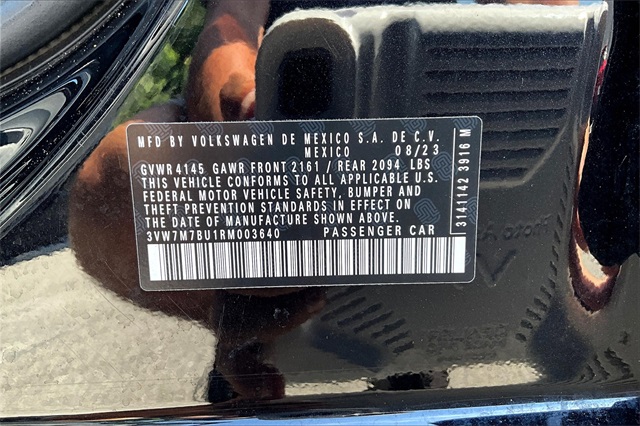 MFD BY VOLKSWAGEN DE MEXICO S.A. DE C.V.
MEXICO 08/23
GVWR 4145 GAWR FRONT 2161 / REAR 2094 LBS
THIS VEHICLE CONFORMS TO ALL APPLICABLE U.S.
FEDERAL MOTOR VEHICLE SAFETY, BUMPER AND
THEFT PREVENTION STANDARDS IN EFFECT ON
THE DATE OF MANUFACTURE SHOWN ABOVE.
3VW7M7BU1RM003640 PASSENGER CAR
3141142 3916 M